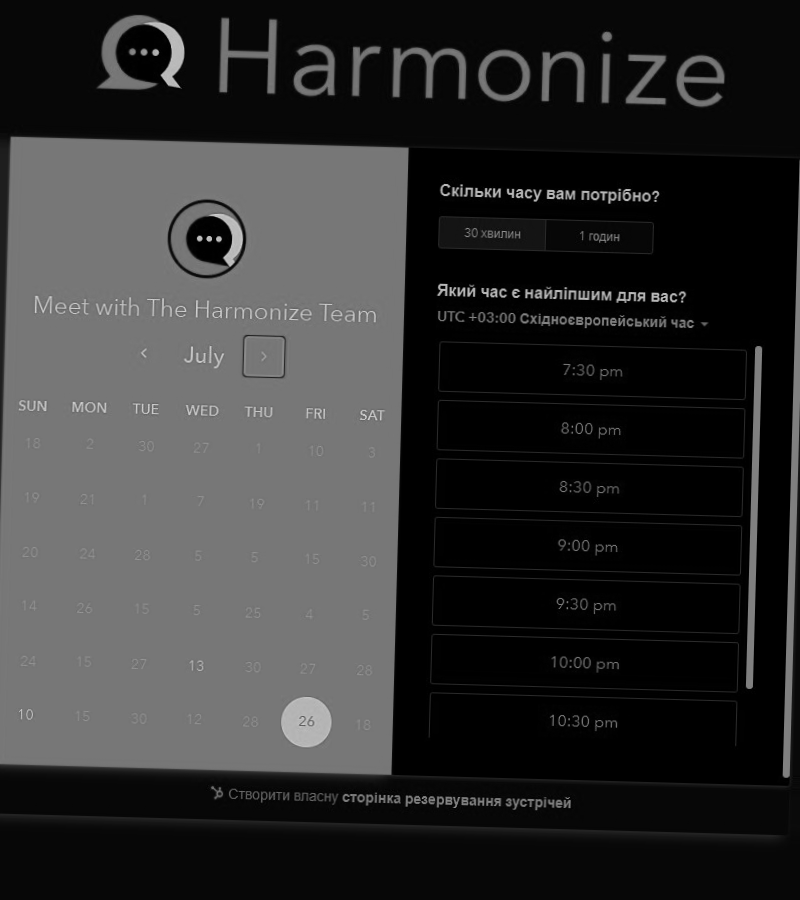 Harmonize
Meet with The Harmonize Team
July
SUN MON TUE WED THU FRI SAT
18 2 30 27 1 10 3
19 21 1 7 19 11 11
20 24 28 5 5 15 30
14 26 15 5 25 4 5
24 15 27 13 30 27 28
10 15 30 12 28 26 18
Скільки часу вам потрібно?
30 хвилин 1 годин
Який час є найліпшим для вас?
UTC +03:00 Східноєвропейський час
7:30 pm
8:00 pm
8:30 pm
9:00 pm
9:30 pm
10:00 pm
10:30 pm
Створити власну сторінка резервування зустрічей